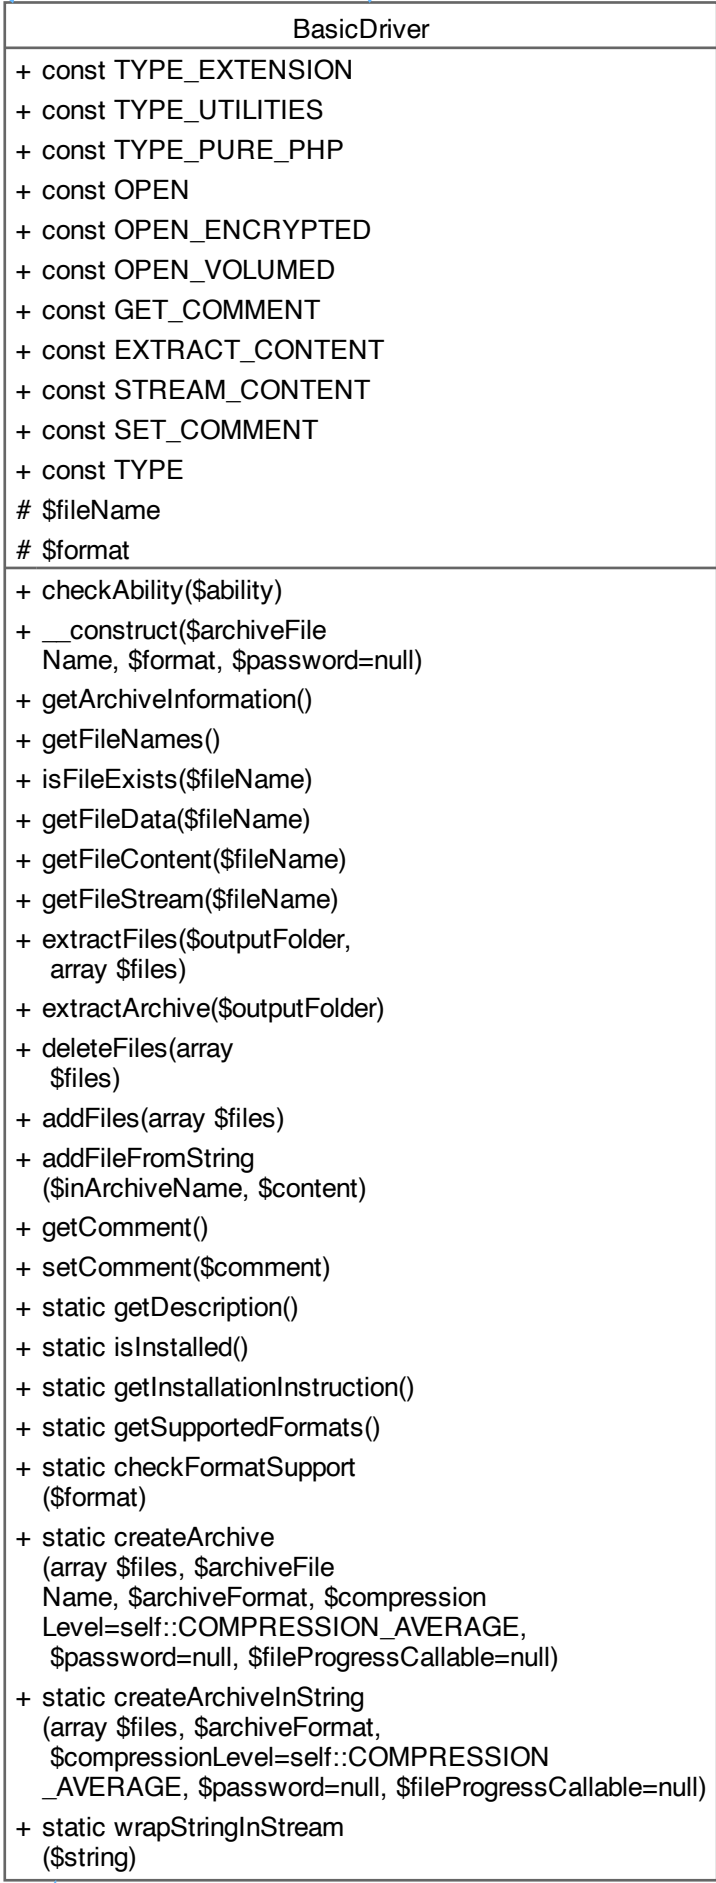 BasicDriver
+ const TYPE_EXTENSION
+ const TYPE_UTILITIES
+ const TYPE_PURE_PHP
+ const OPEN
+ const OPEN_ENCRYPTED
+ const OPEN_VOLUMED
+ const GET_COMMENT
+ const EXTRACT_CONTENT
+ const STREAM_CONTENT
+ const SET_COMMENT
+ const TYPE
# $fileName
# $format
+ checkAbility($ability)
+ __construct($archiveFile
Name, $format, $password=null)
+ getArchiveInformation()
+ getFileNames()
+ isFileExists($fileName)
+ getFileData($fileName)
+ getFileContent($fileName)
+ getFileStream($fileName)
+ extractFiles($outputFolder,
array $files)
+ extractArchive($outputFolder)
+ deleteFiles(array
$files)
+ addFiles(array $files)
+ addFileFromString
($inArchiveName, $content)
+ getComment()
+ setComment($comment)
+ static getDescription()
+ static isInstalled()
+ static getInstallationInstruction()
+ static getSupportedFormats()
+ static checkFormatSupport
($format)
+ static createArchive
(array $files, $archiveFile
Name, $archiveFormat, $compression
Level=self::COMPRESSION_AVERAGE,
$password=null, $fileProgressCallable=null)
+ static createArchiveInString
(array $files, $archiveFormat,
$compressionLevel=self::COMPRESSION
_AVERAGE, $password=null, $fileProgressCallable=null)
+ static wrapStringInStream
($string)